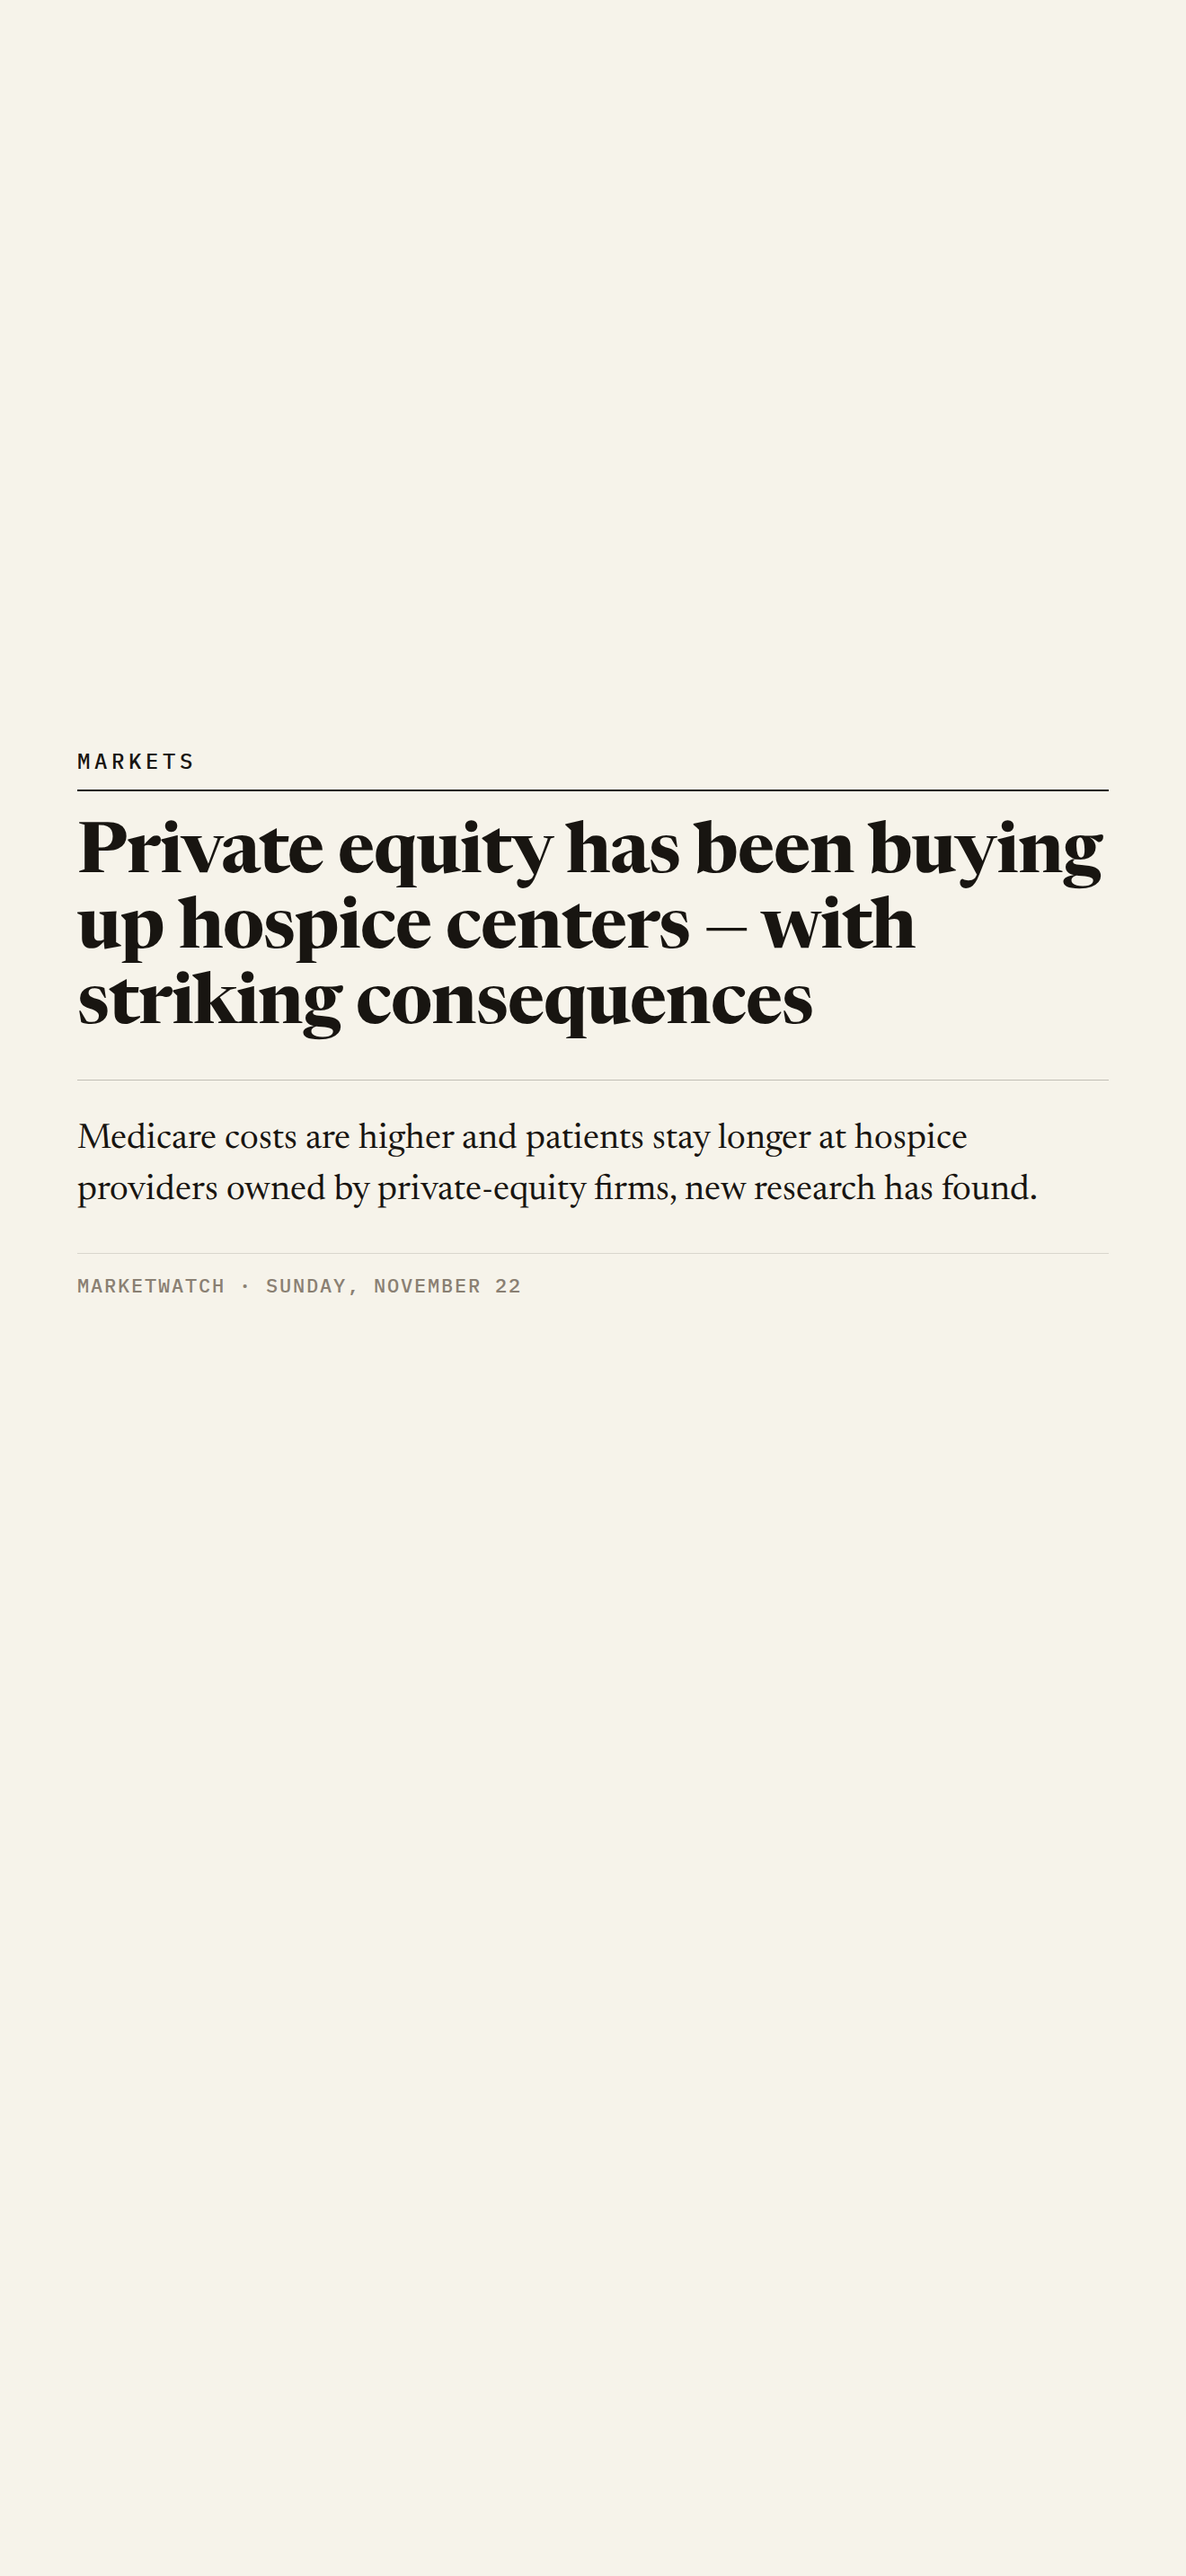 MARKETS
Private equity has been buying
up hospice centers — with
striking consequences
Medicare costs are higher and patients stay longer at hospice
providers owned by private-equity firms, new research has found.
MARKETWATCH · SUNDAY, NOVEMBER 22